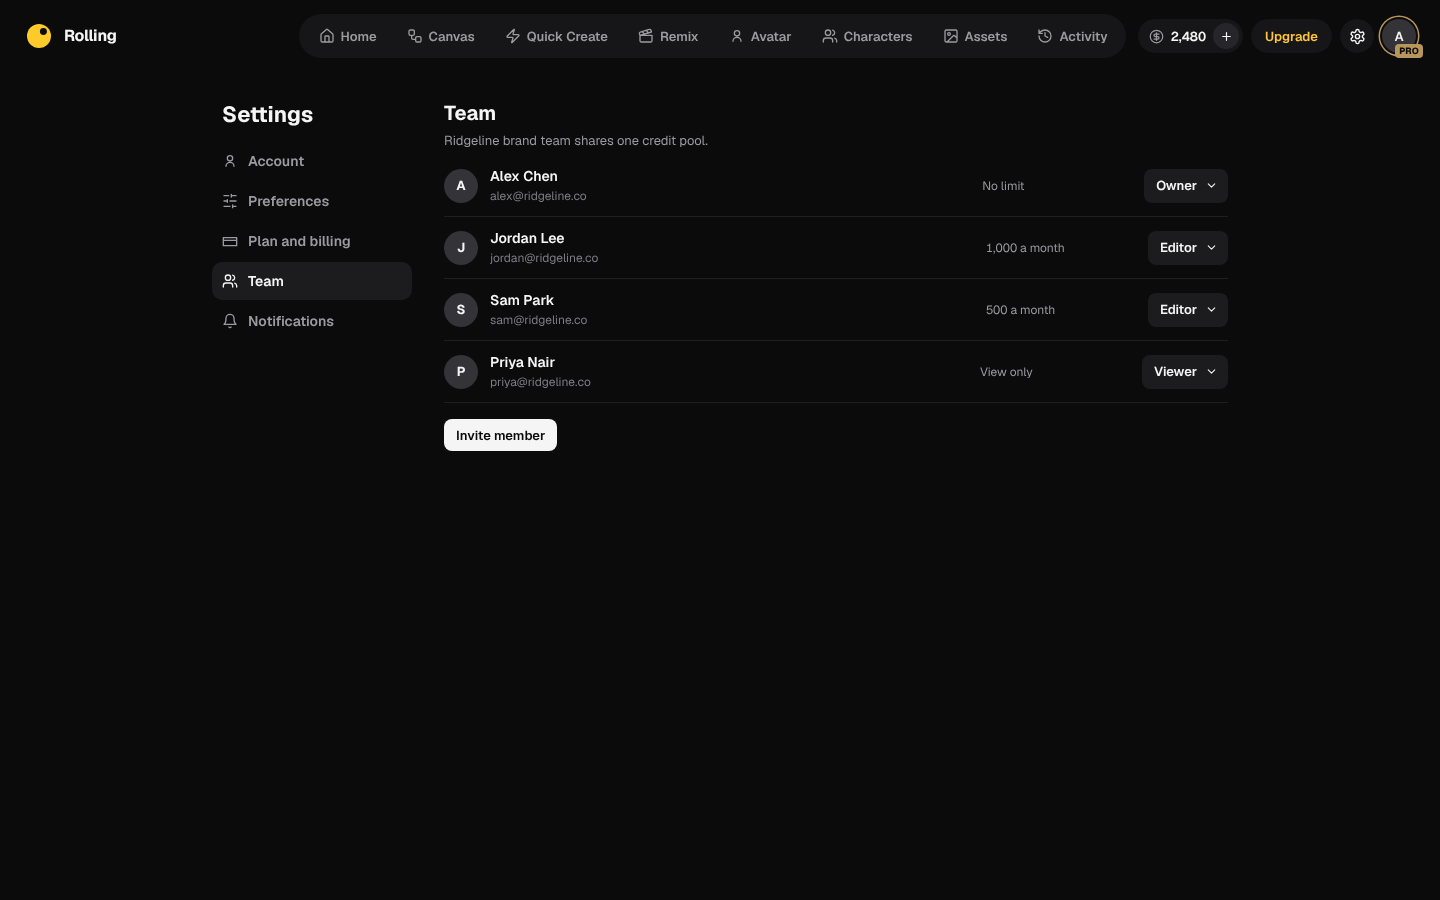 Rolling
Home
Canvas
Quick Create
Remix
Avatar
Characters
Assets
Activity
2,480
Upgrade
A
PRO
Settings
Account
Preferences
Plan and billing
Team
Notifications
Team
Ridgeline brand team shares one credit pool.
A
Alex Chen
alex@ridgeline.co
No limit
Owner
J
Jordan Lee
jordan@ridgeline.co
1,000 a month
Editor
S
Sam Park
sam@ridgeline.co
500 a month
Editor
P
Priya Nair
priya@ridgeline.co
View only
Viewer
Invite member